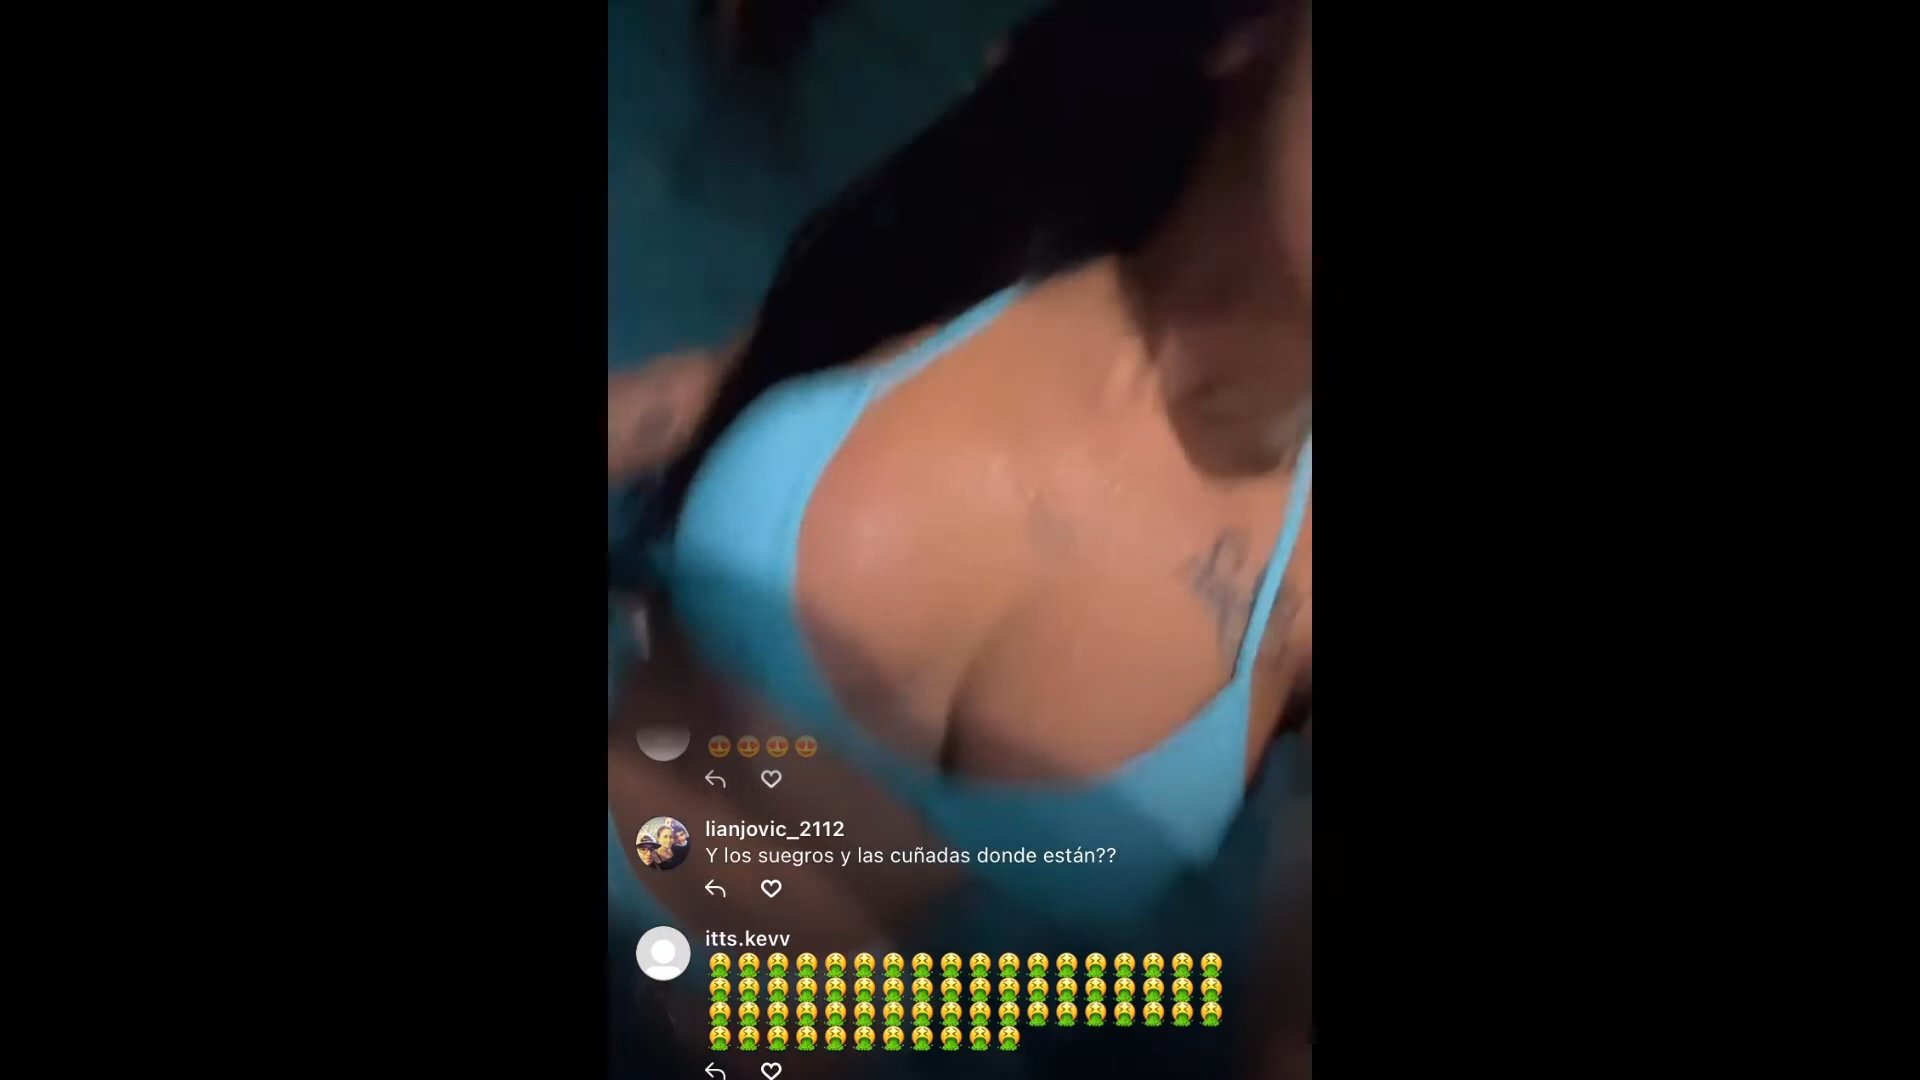 😍😍😍😍
lianjovic_2112
Y los suegros y las cuñadas donde están??
itts.kevv
🤮🤮🤮🤮🤮🤮🤮🤮🤮🤮🤮🤮🤮🤮🤮🤮🤮🤮
🤮🤮🤮🤮🤮🤮🤮🤮🤮🤮🤮🤮🤮🤮🤮🤮🤮🤮
🤮🤮🤮🤮🤮🤮🤮🤮🤮🤮🤮🤮🤮🤮🤮🤮🤮🤮
🤮🤮🤮🤮🤮🤮🤮🤮🤮🤮🤮